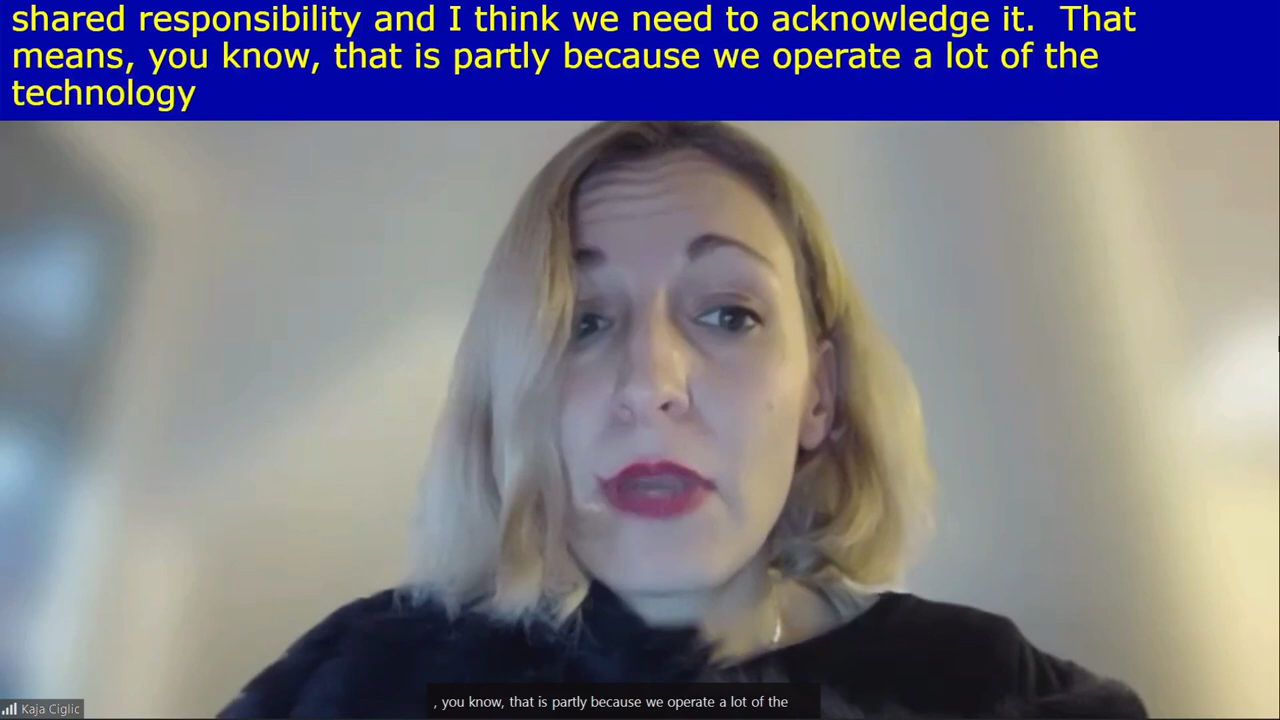 shared responsibility and I think we need to acknowledge it.  That
means, you know, that is partly because we operate a lot of the
technology
, you know, that is partly because we operate a lot of the
Kaja Ciglic